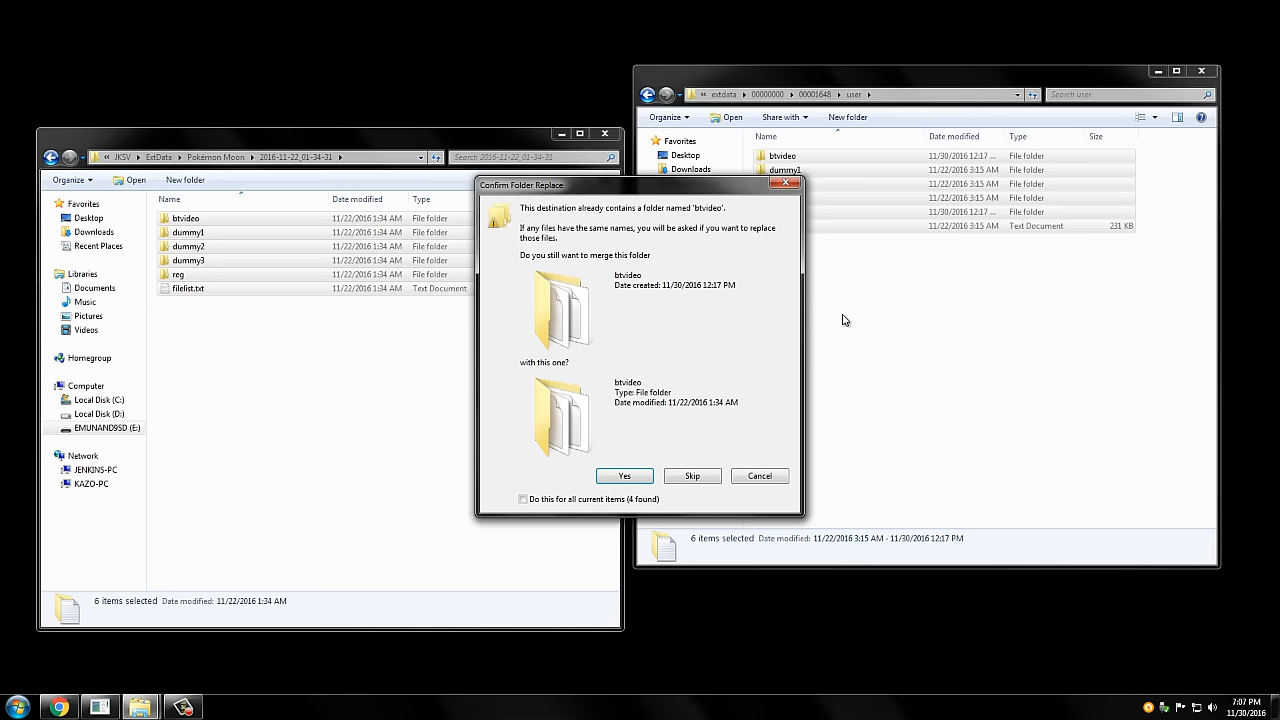 « JKSV ▸ ExtData ▸ Pokémon Moon ▸ 2016-11-22_01-34-31 ▸
Search 2016-11-22_01-34-31
Organize
Open
New folder
Name
Date modified
Type
Favorites
Desktop
Downloads
Recent Places
Libraries
Documents
Music
Pictures
Videos
Homegroup
Computer
Local Disk (C:)
Local Disk (D:)
EMUNAND9SD (E:)
Network
JENKINS-PC
KAZO-PC
btvideo 11/22/2016 1:34 AM File folder
dummy1 11/22/2016 1:34 AM File folder
dummy2 11/22/2016 1:34 AM File folder
dummy3 11/22/2016 1:34 AM File folder
reg 11/22/2016 1:34 AM File folder
filelist.txt 11/22/2016 1:34 AM Text Document
6 items selected Date modified: 11/22/2016 1:34 AM
Confirm Folder Replace
This destination already contains a folder named 'btvideo'.
If any files have the same names, you will be asked if you want to replace
those files.
Do you still want to merge this folder
btvideo
Date created: 11/30/2016 12:17 PM
with this one?
btvideo
Type: File folder
Date modified: 11/22/2016 1:34 AM
Yes
Skip
Cancel
Do this for all current items (4 found)
« extdata ▸ 00000000 ▸ 00001648 ▸ user ▸
Search user
Organize
Open
Share with
New folder
Favorites
Desktop
Downloads
Name
Date modified
Type
Size
btvideo 11/30/2016 12:17 ... File folder
dummy1 11/22/2016 3:15 AM File folder
11/22/2016 3:15 AM File folder
11/22/2016 3:15 AM File folder
11/30/2016 12:17 ... File folder
11/22/2016 3:15 AM Text Document 231 KB
6 items selected Date modified: 11/22/2016 3:15 AM - 11/30/2016 12:17 PM
7:07 PM
11/30/2016